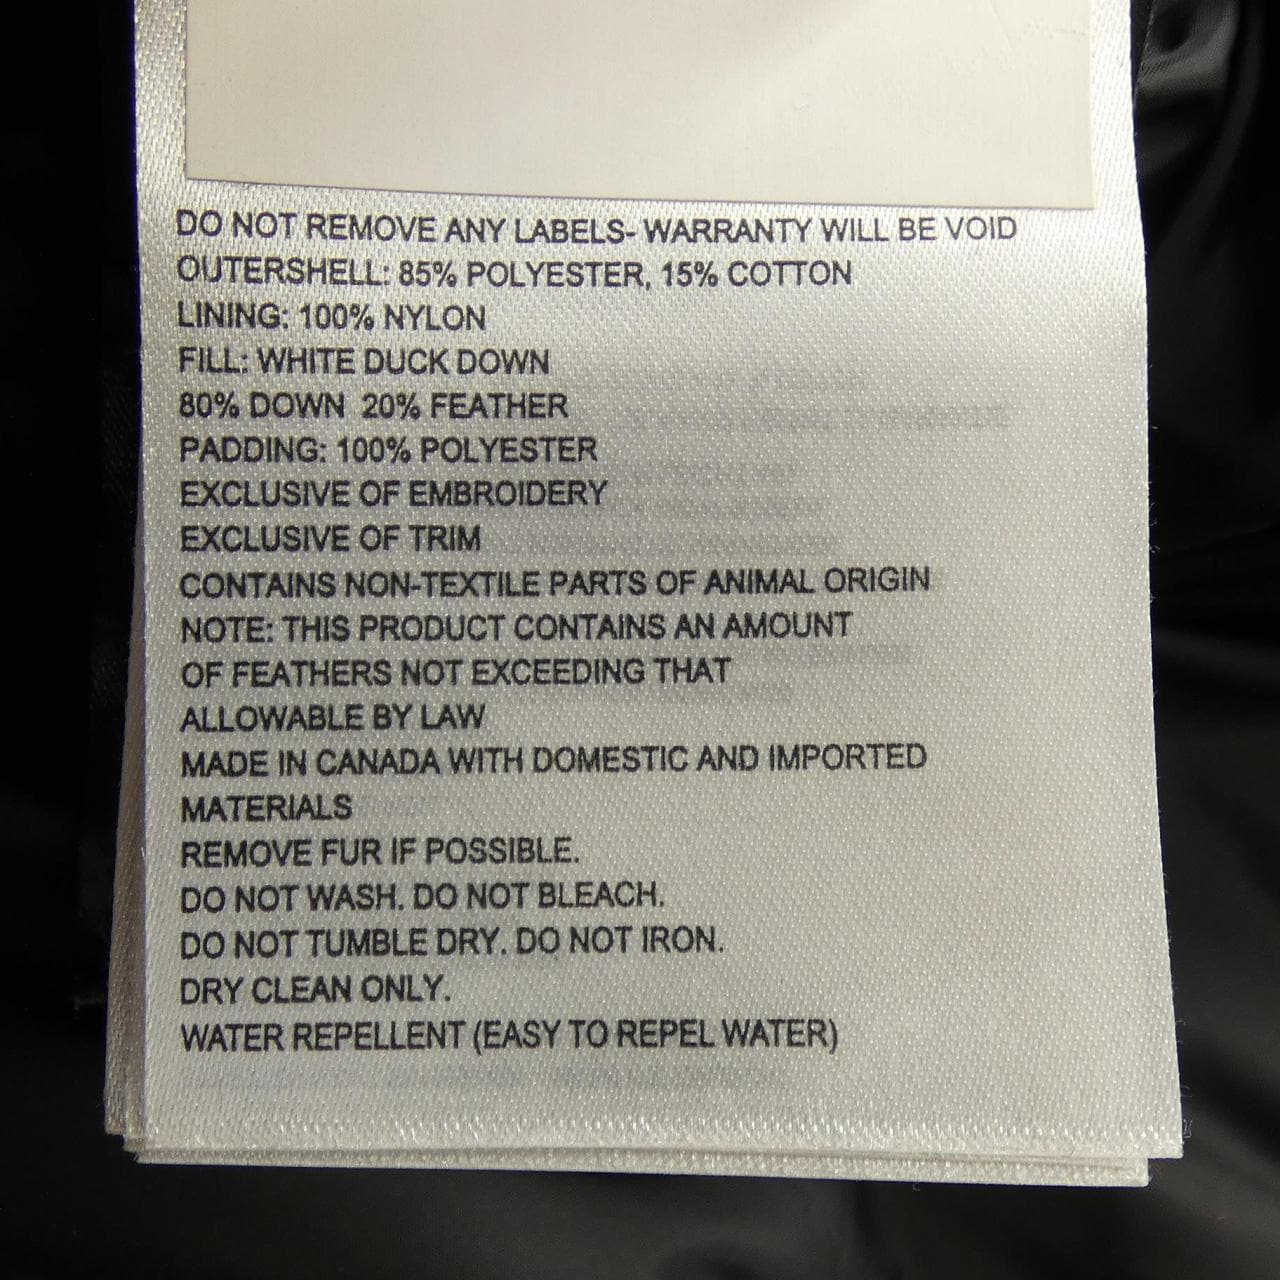 DO NOT REMOVE ANY LABELS- WARRANTY WILL BE VOID
OUTERSHELL: 85% POLYESTER, 15% COTTON
LINING: 100% NYLON
FILL: WHITE DUCK DOWN
80% DOWN  20% FEATHER
PADDING: 100% POLYESTER
EXCLUSIVE OF EMBROIDERY
EXCLUSIVE OF TRIM
CONTAINS NON-TEXTILE PARTS OF ANIMAL ORIGIN
NOTE: THIS PRODUCT CONTAINS AN AMOUNT
OF FEATHERS NOT EXCEEDING THAT
ALLOWABLE BY LAW
MADE IN CANADA WITH DOMESTIC AND IMPORTED
MATERIALS
REMOVE FUR IF POSSIBLE.
DO NOT WASH. DO NOT BLEACH.
DO NOT TUMBLE DRY. DO NOT IRON.
DRY CLEAN ONLY.
WATER REPELLENT (EASY TO REPEL WATER)